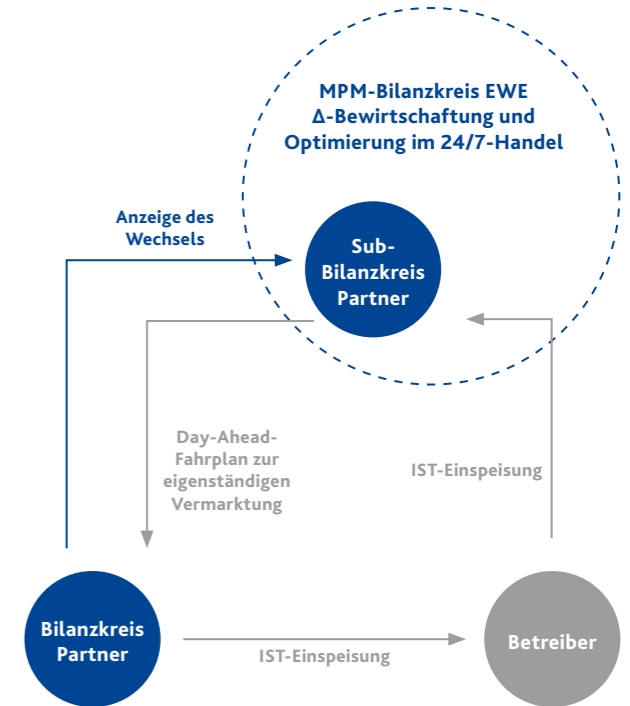 MPM-Bilanzkreis EWE
Δ-Bewirtschaftung und
Optimierung im 24/7-Handel
Anzeige des
Wechsels
Sub-
Bilanzkreis
Partner
Day-Ahead-
Fahrplan zur
eigenständigen
Vermarktung
IST-Einspeisung
Bilanzkreis
Partner
IST-Einspeisung
Betreiber